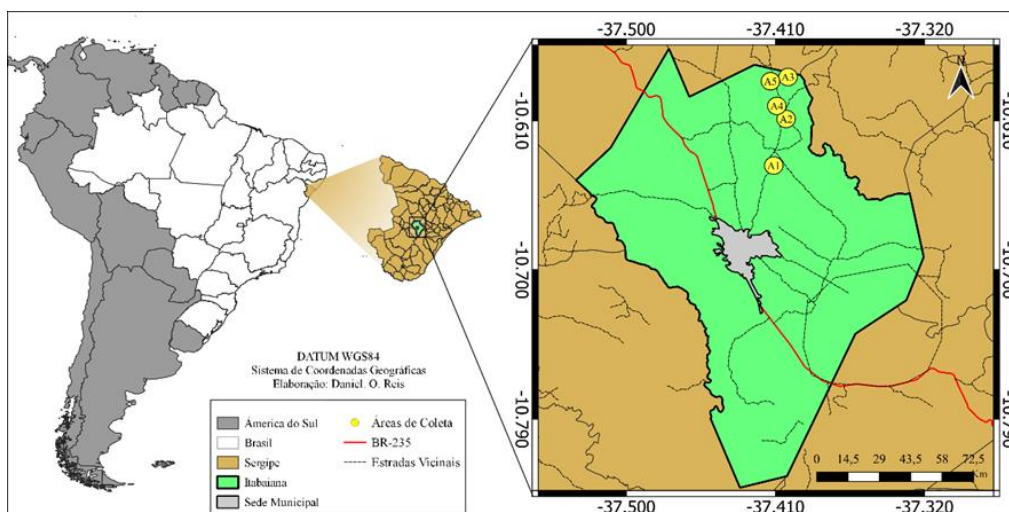 -37.500 -37.410 -37.320
N
A5 A3
A4
A2
A1
-10.610 -10.610
-10.700 -10.700
-10.790 -10.790
0 14,5 29 43,5 58 72,5
Km
-37.500 -37.410 -37.320
DATUM WGS84
Sistema de Coordenadas Geográficas
Elaboração: Daniel. O. Reis
América do Sul
Brasil
Sergipe
Itabaiana
Sede Municipal
Áreas de Coleta
BR-235
Estradas Vicinais